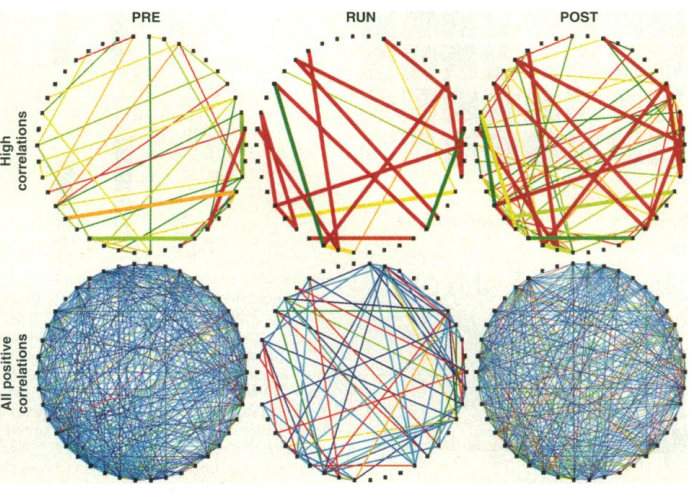 PRE
RUN
POST
High
correlations
All positive
correlations